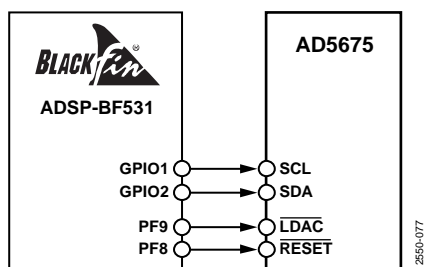 BLACKfin®
ADSP-BF531
AD5675
GPIO1 SCL
GPIO2 SDA
PF9 LDAC
PF8 RESET
2550-077